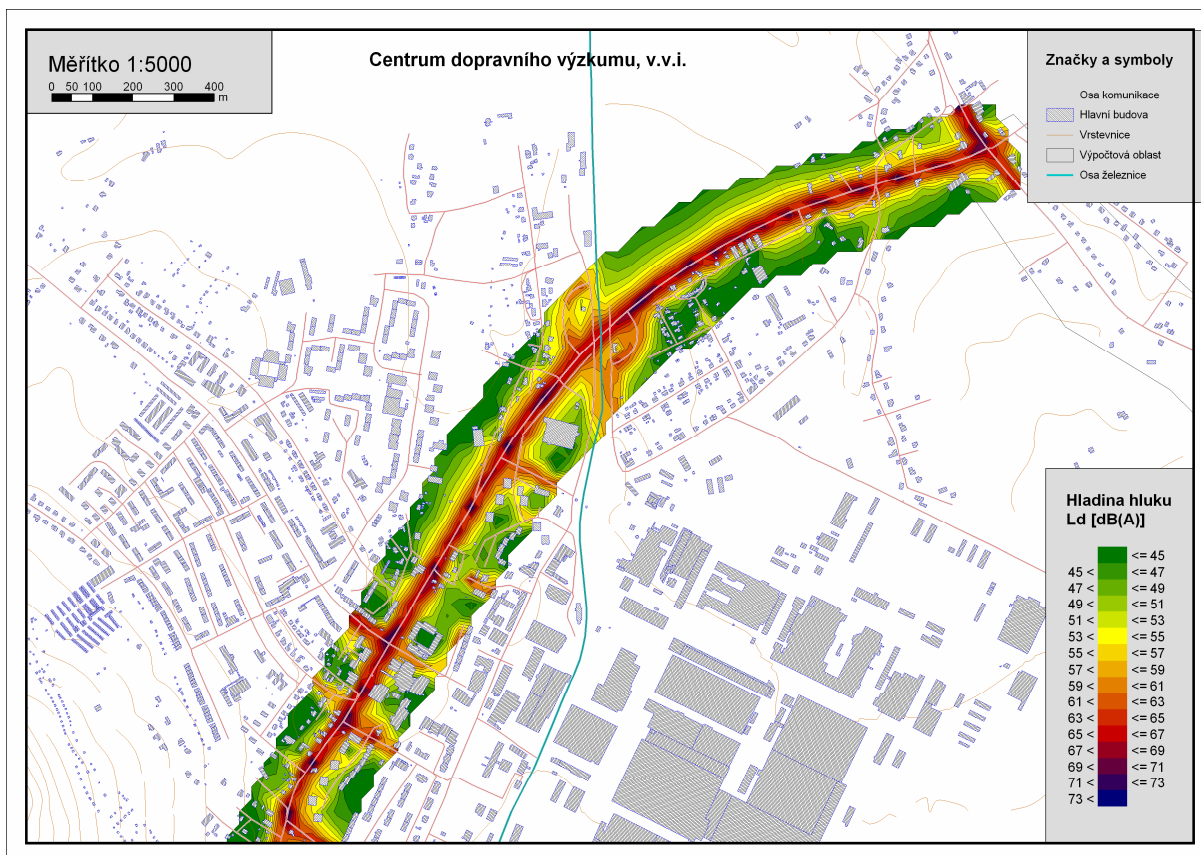 Měřítko 1:5000
0 50 100 200 300 400
m
Centrum dopravního výzkumu, v.v.i.
Značky a symboly
Osa komunikace
Hlavní budova
Vrstevnice
Výpočtová oblast
Osa železnice
Hladina hluku
Ld [dB(A)]
<= 45
45 < <= 47
47 < <= 49
49 < <= 51
51 < <= 53
53 < <= 55
55 < <= 57
57 < <= 59
59 < <= 61
61 < <= 63
63 < <= 65
65 < <= 67
67 < <= 69
69 < <= 71
71 < <= 73
73 <